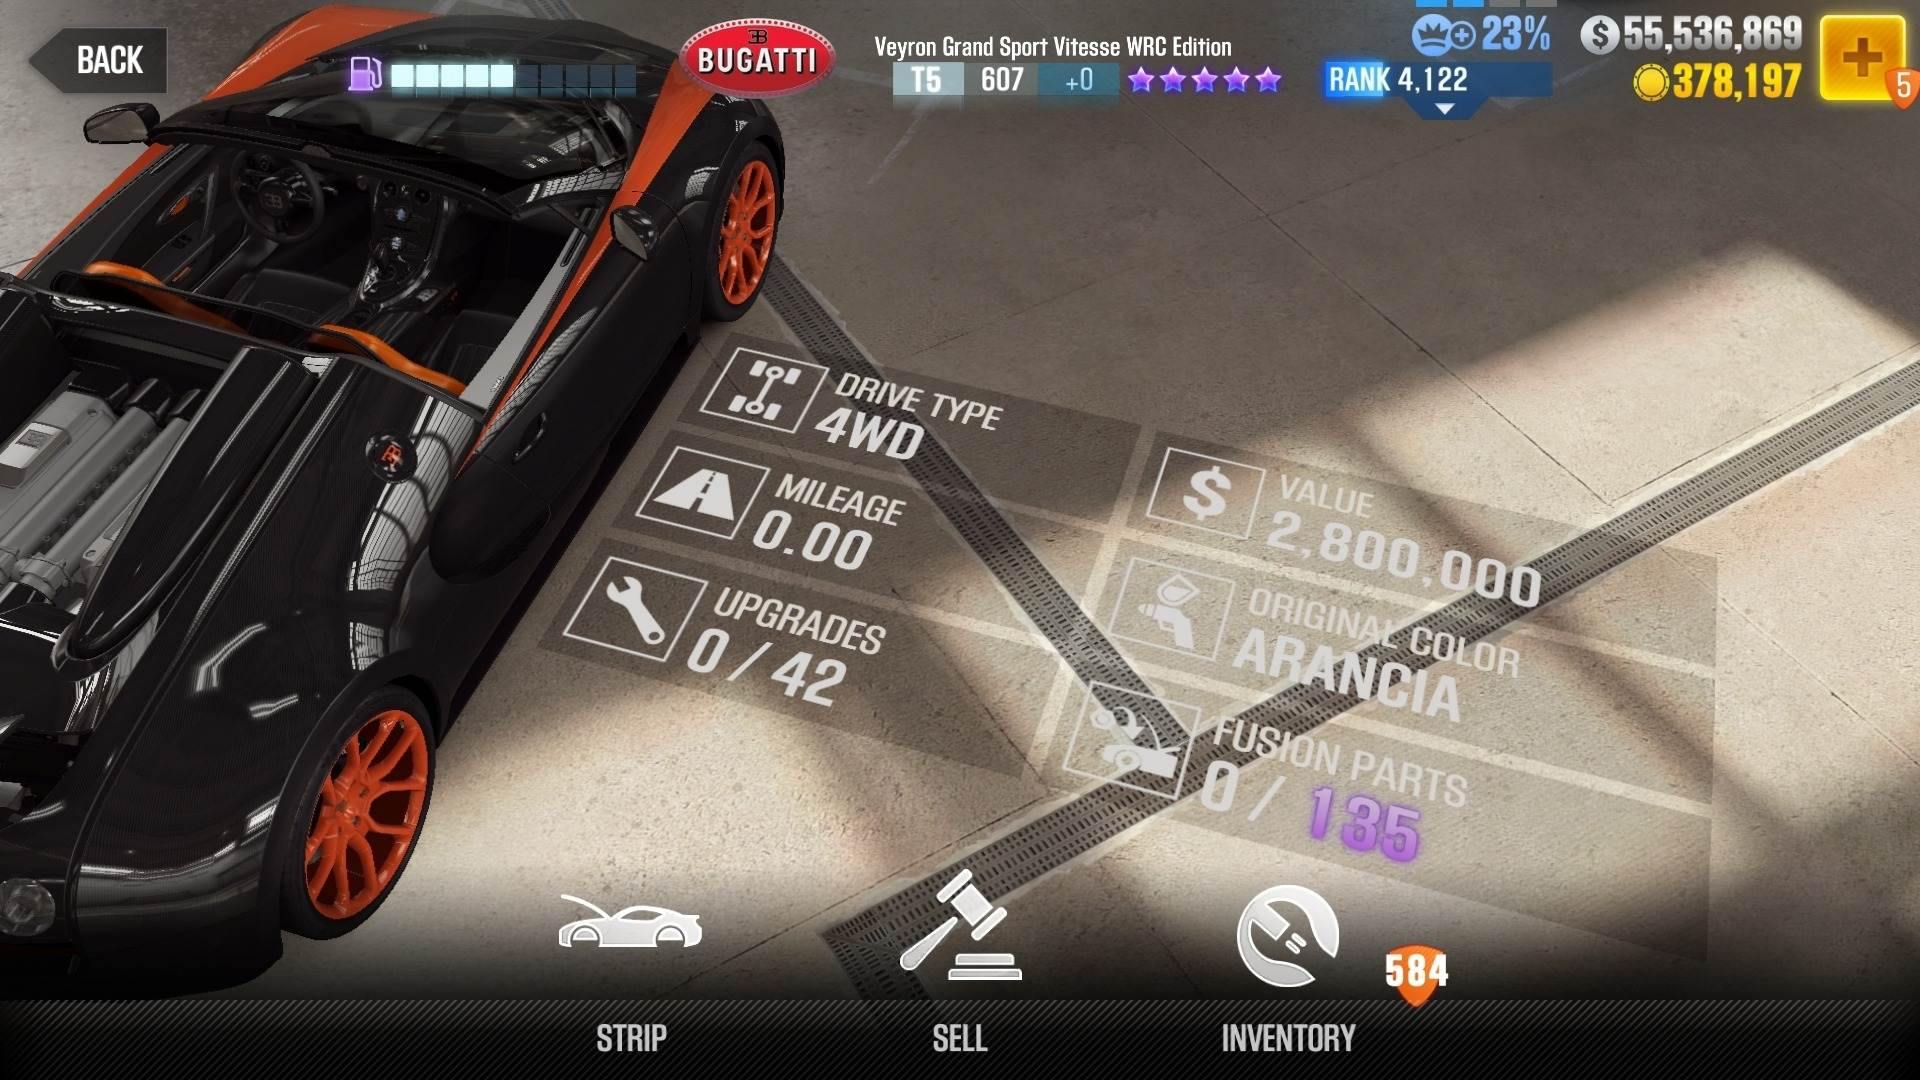 BACK
BUGATTI
Veyron Grand Sport Vitesse WRC Edition
T5 607 +0
RANK 4,122
23%
55,536,869
378,197
5
DRIVE TYPE
4WD
MILEAGE
0.00
UPGRADES
0 / 42
VALUE
2,800,000
ORIGINAL COLOR
ARANCIA
FUSION PARTS
0 / 135
584
STRIP
SELL
INVENTORY